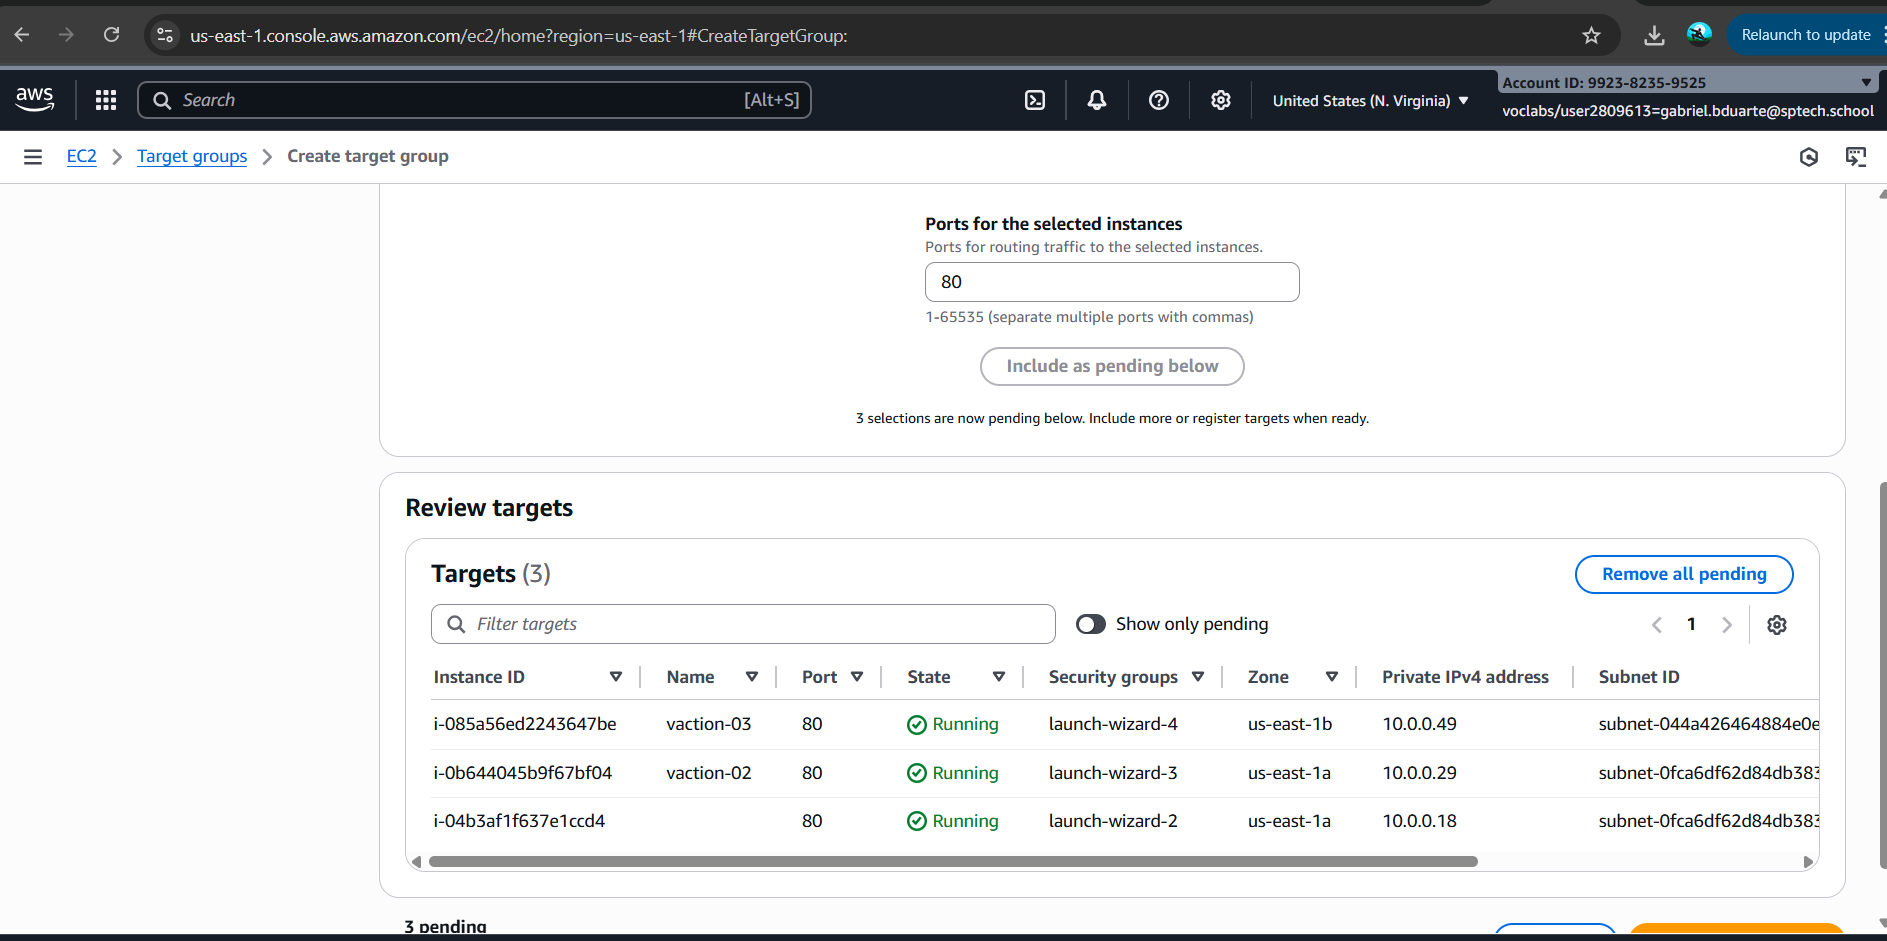 us-east-1.console.aws.amazon.com/ec2/home?region=us-east-1#CreateTargetGroup:
Relaunch to update
aws
Search
[Alt+S]
United States (N. Virginia)
Account ID: 9923-8235-9525
voclabs/user2809613=gabriel.bduarte@sptech.school
EC2 > Target groups > Create target group
Ports for the selected instances
Ports for routing traffic to the selected instances.
80
1-65535 (separate multiple ports with commas)
Include as pending below
3 selections are now pending below. Include more or register targets when ready.
Review targets
Targets (3)
Remove all pending
Filter targets
Show only pending
1
Instance ID Name Port State Security groups Zone Private IPv4 address Subnet ID
i-085a56ed2243647be vaction-03 80 Running launch-wizard-4 us-east-1b 10.0.0.49 subnet-044a426464884e0e
i-0b644045b9f67bf04 vaction-02 80 Running launch-wizard-3 us-east-1a 10.0.0.29 subnet-0fca6df62d84db383
i-04b3af1f637e1ccd4 80 Running launch-wizard-2 us-east-1a 10.0.0.18 subnet-0fca6df62d84db383
3 pending